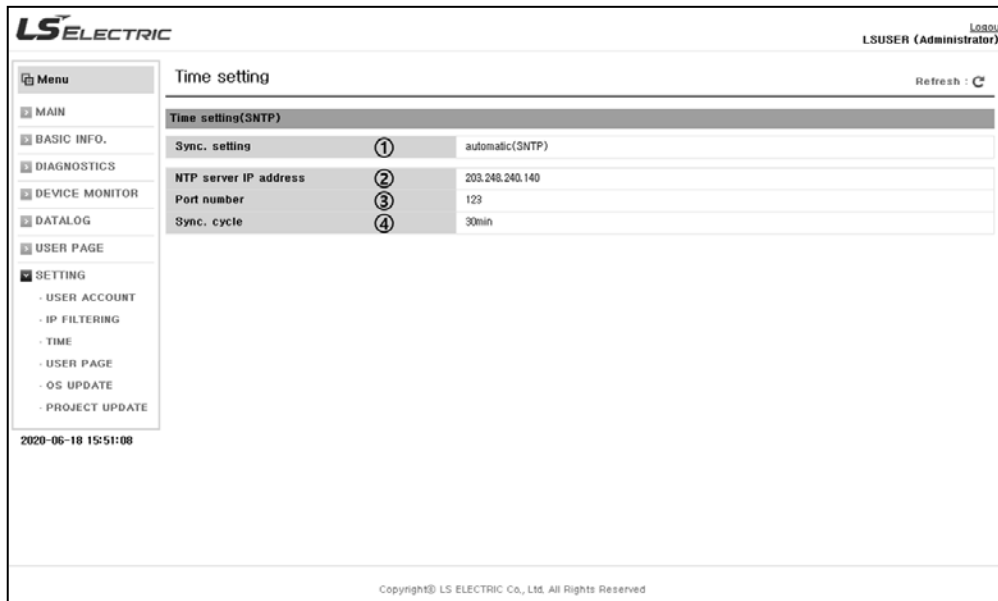 LS ELECTRIC
Logou
LSUSER (Administrator)
Menu
Time setting
Refresh :
MAIN
BASIC INFO.
DIAGNOSTICS
DEVICE MONITOR
DATALOG
USER PAGE
SETTING
· USER ACCOUNT
· IP FILTERING
· TIME
· USER PAGE
· OS UPDATE
· PROJECT UPDATE
2020-06-18 15:51:08
Time setting(SNTP)
Sync. setting ① automatic(SNTP)
NTP server IP address ② 203.248.240.140
Port number ③ 123
Sync. cycle ④ 30min
Copyright® LS ELECTRIC Co., Ltd. All Rights Reserved